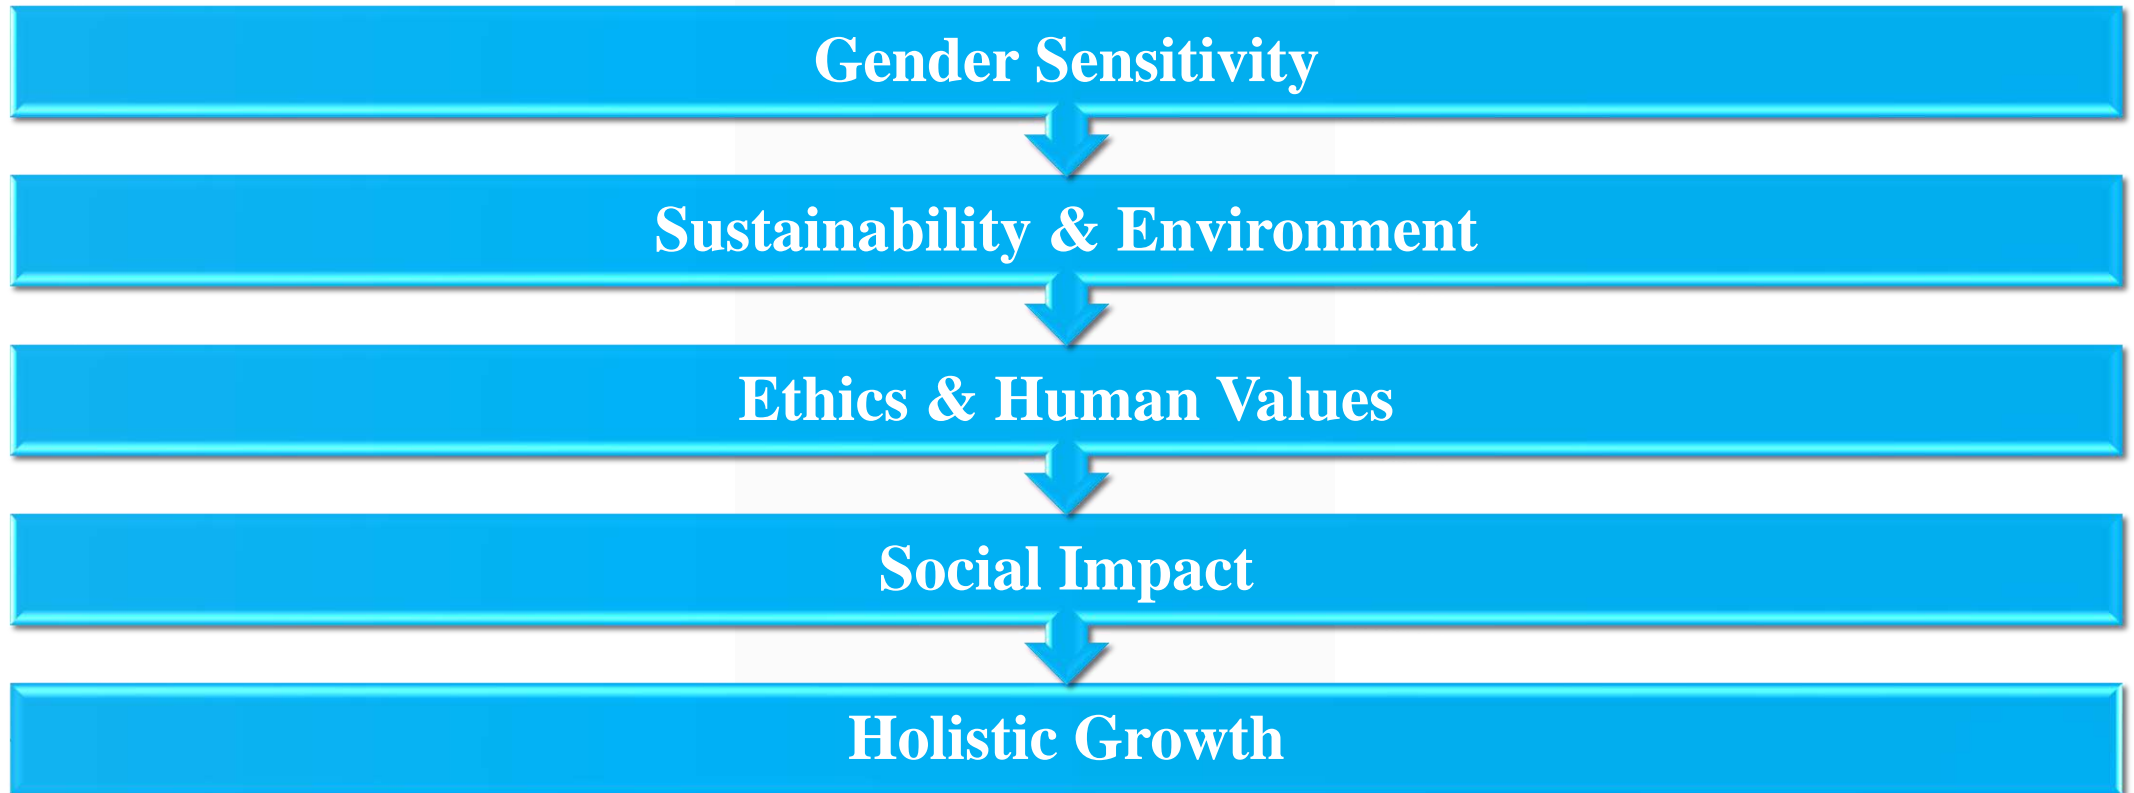 Gender Sensitivity
Sustainability & Environment
Ethics & Human Values
Social Impact
Holistic Growth